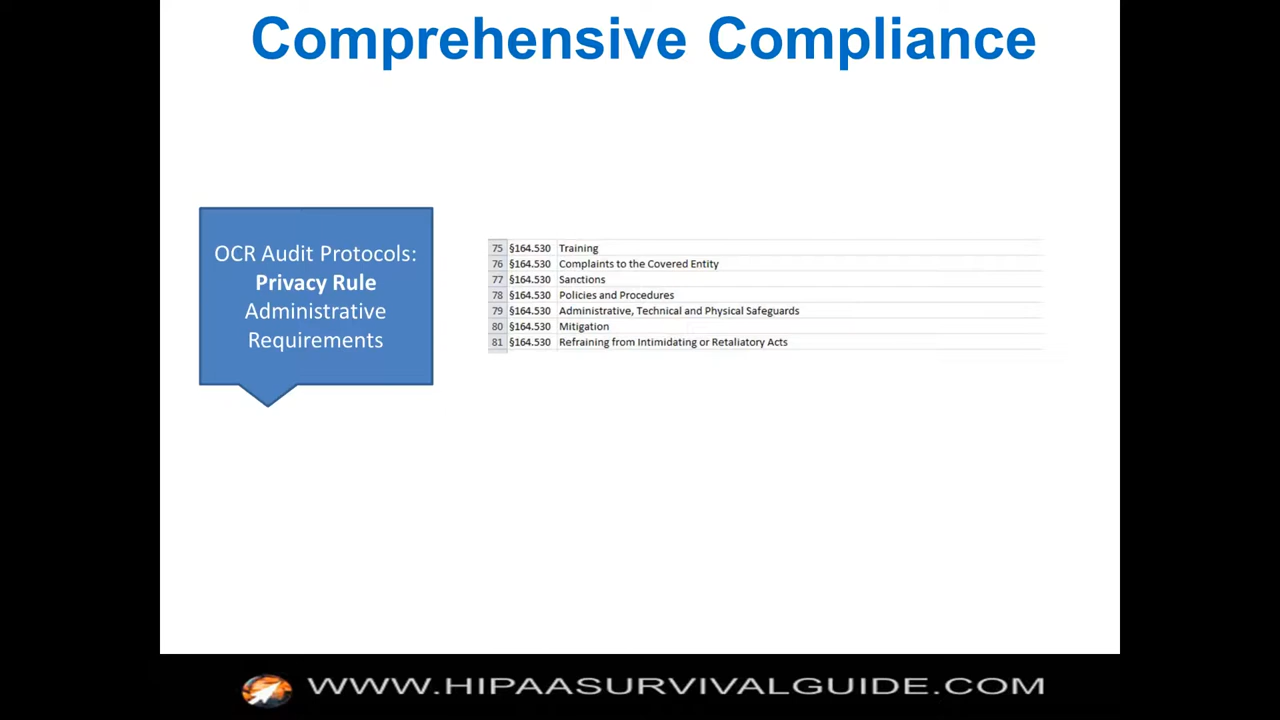 Comprehensive Compliance
OCR Audit Protocols:
Privacy Rule
Administrative
Requirements
75 §164.530 Training
76 §164.530 Complaints to the Covered Entity
77 §164.530 Sanctions
78 §164.530 Policies and Procedures
79 §164.530 Administrative, Technical and Physical Safeguards
80 §164.530 Mitigation
81 §164.530 Refraining from Intimidating or Retaliatory Acts
WWW.HIPAASURVIVALGUIDE.COM